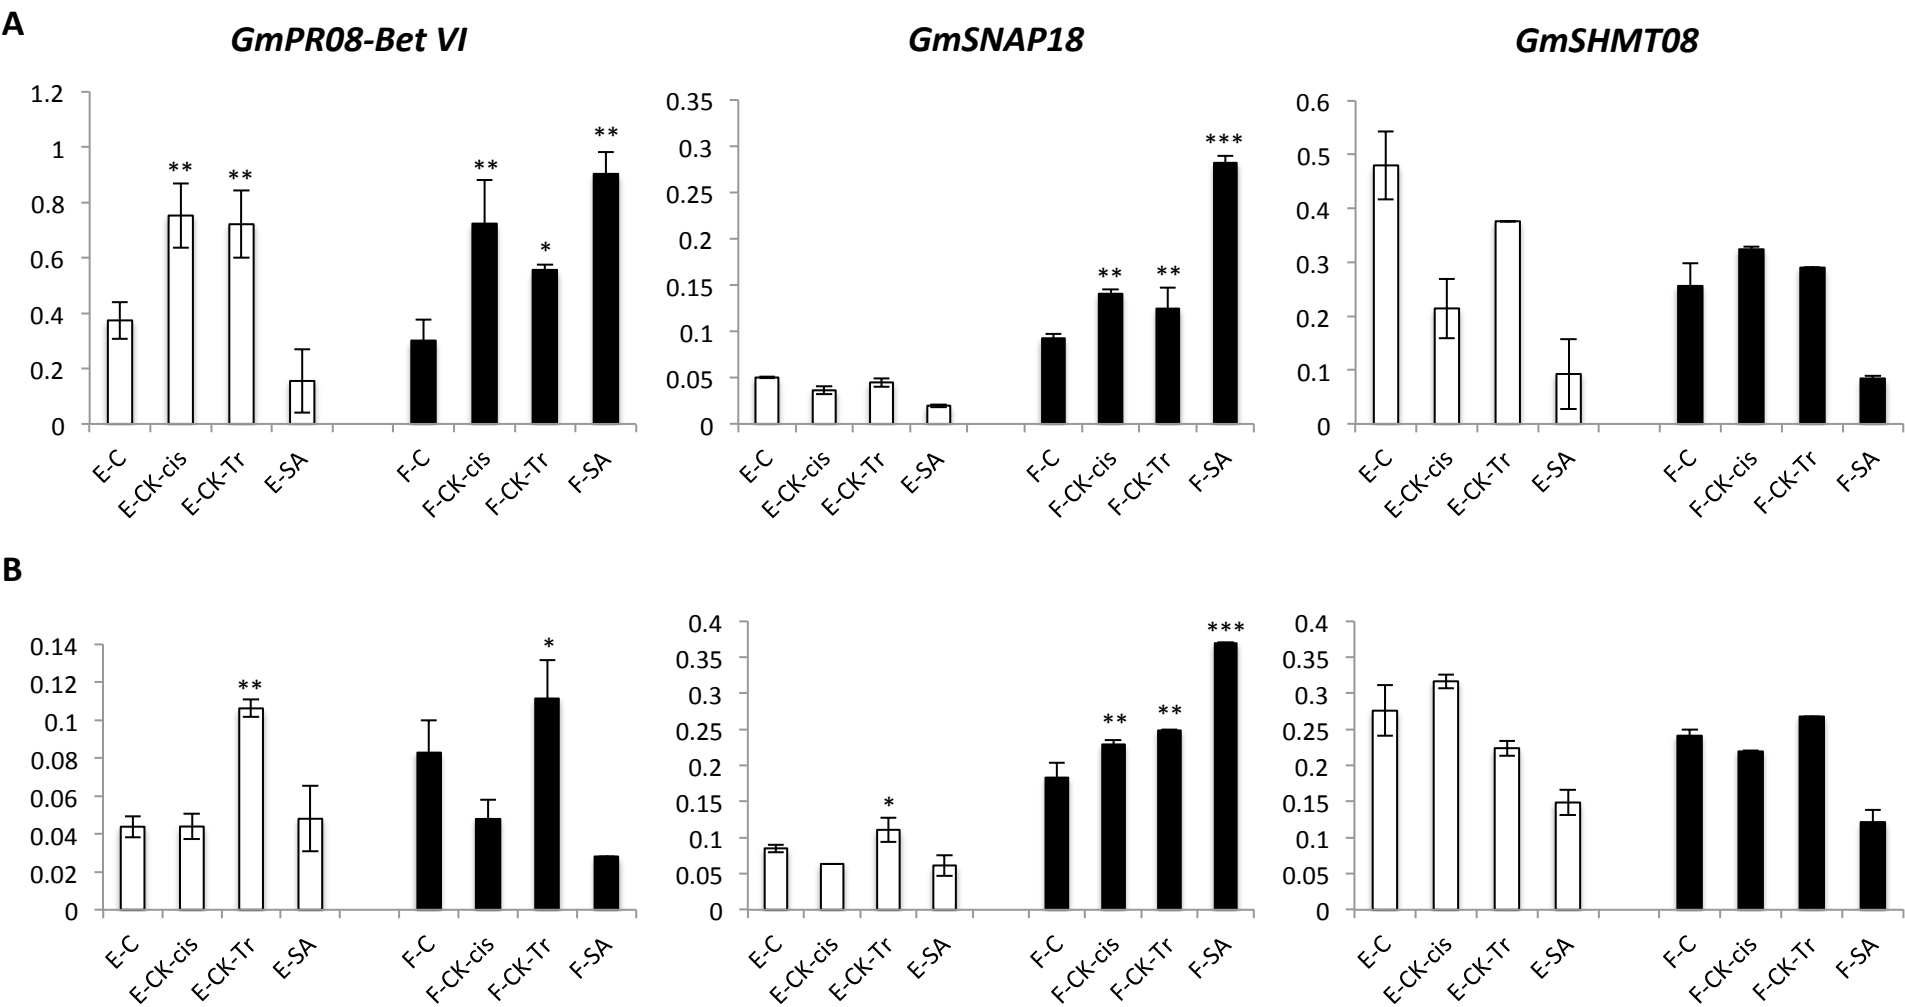 A
GmPR08-Bet VI
GmSNAP18
GmSHMT08
1.2
1
0.8
0.6
0.4
0.2
0
**
**
**
*
**
E-C
E-CK-cis
E-CK-Tr
E-SA
F-C
F-CK-cis
F-CK-Tr
F-SA
0.35
0.3
0.25
0.2
0.15
0.1
0.05
0
**
**
***
E-C
E-CK-cis
E-CK-Tr
E-SA
F-C
F-CK-cis
F-CK-Tr
F-SA
0.6
0.5
0.4
0.3
0.2
0.1
0
E-C
E-CK-cis
E-CK-Tr
E-SA
F-C
F-CK-cis
F-CK-Tr
F-SA
B
0.14
0.12
0.1
0.08
0.06
0.04
0.02
0
**
*
E-C
E-CK-cis
E-CK-Tr
E-SA
F-C
F-CK-cis
F-CK-Tr
F-SA
0.4
0.35
0.3
0.25
0.2
0.15
0.1
0.05
0
*
**
**
***
E-C
E-CK-cis
E-CK-Tr
E-SA
F-C
F-CK-cis
F-CK-Tr
F-SA
0.4
0.35
0.3
0.25
0.2
0.15
0.1
0.05
0
E-C
E-CK-cis
E-CK-Tr
E-SA
F-C
F-CK-cis
F-CK-Tr
F-SA